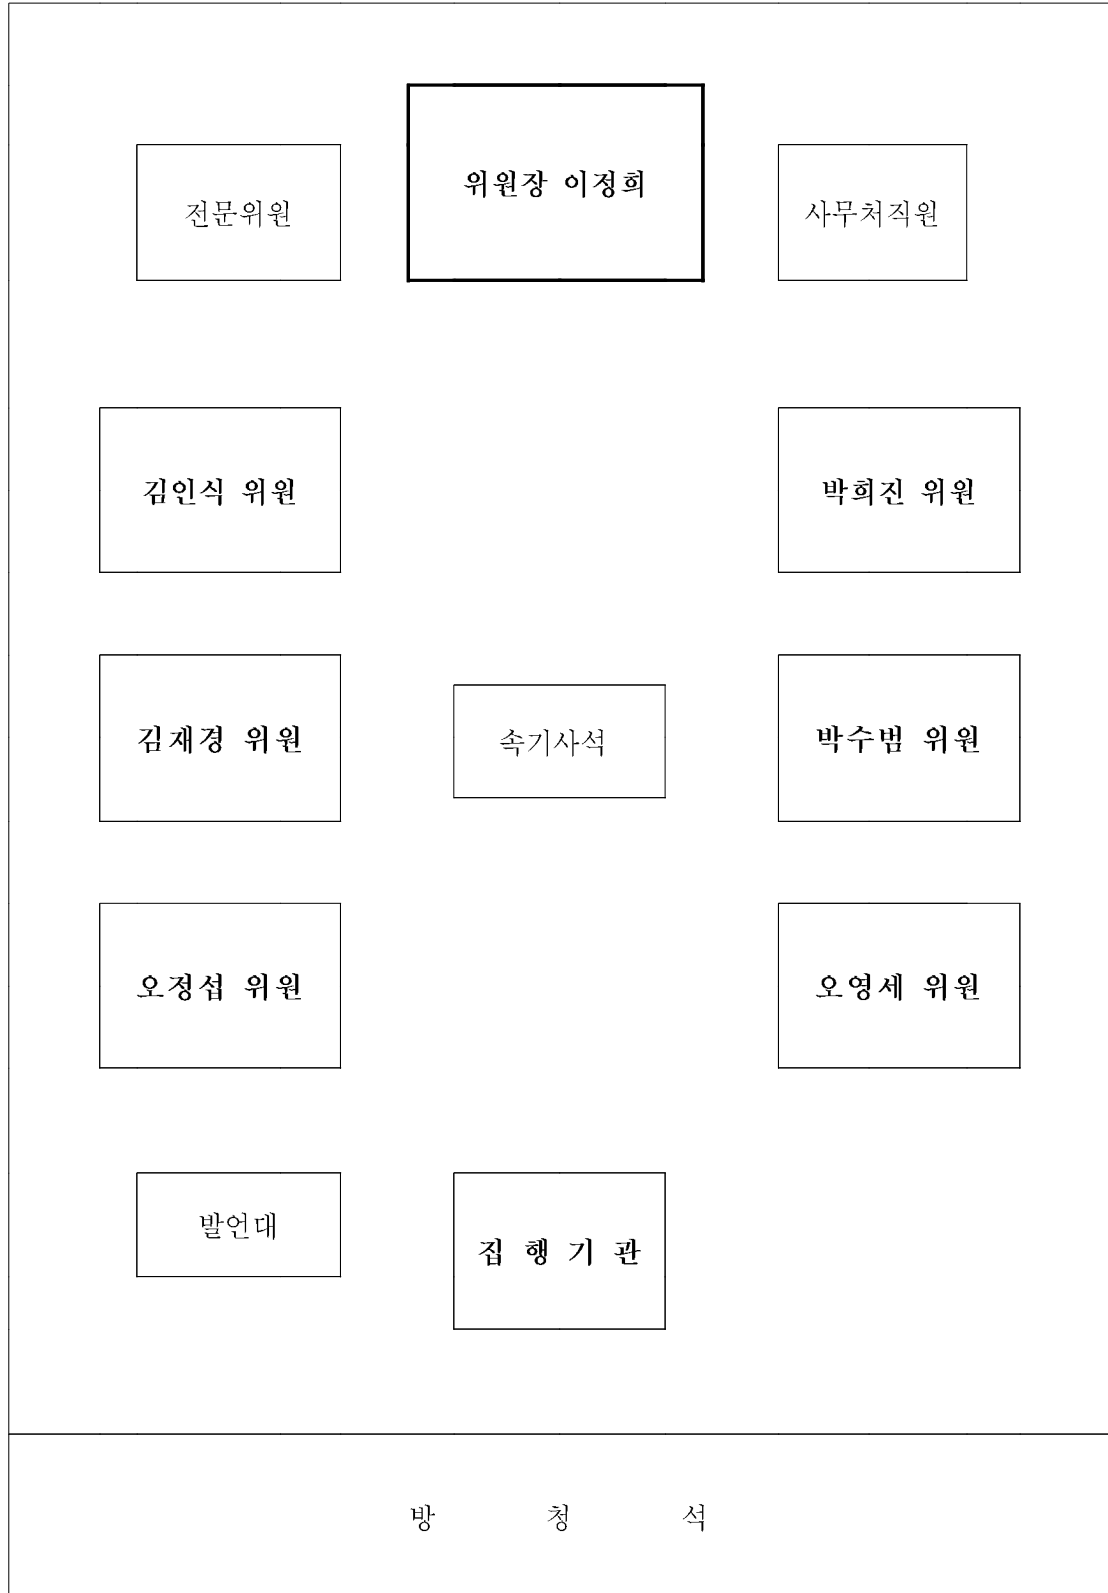 위원장 이정희
전문위원
사무처직원
김인식 위원
박희진 위원
김재경 위원
속기사석
박수범 위원
오정섭 위원
오영세 위원
발언대
집 행 기 관
방 청 석